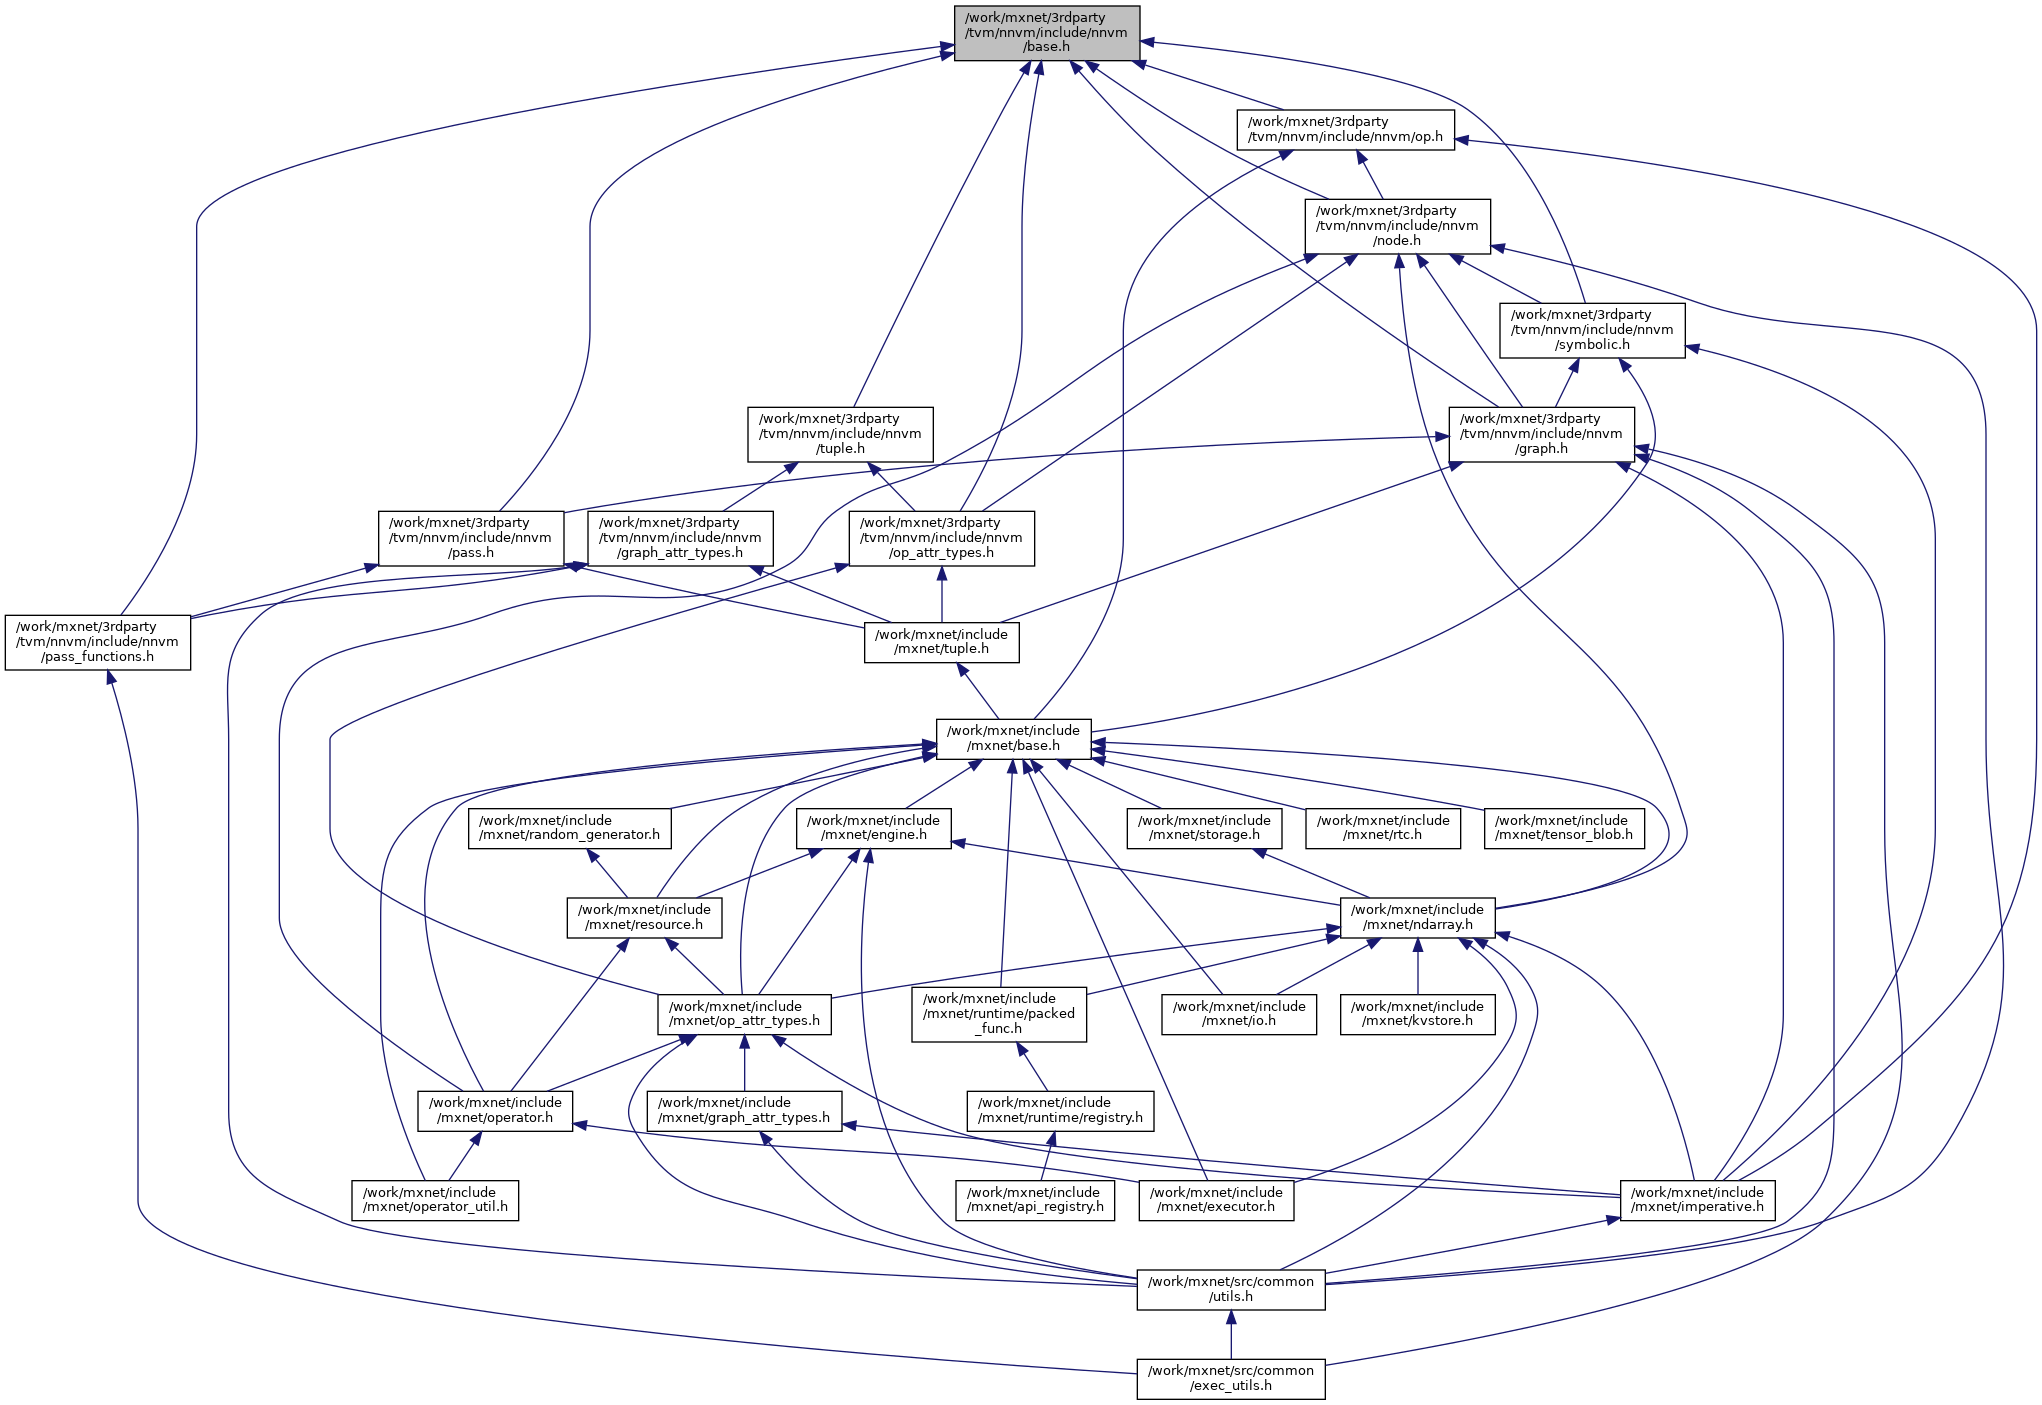 /work/mxnet/3rdparty
/tvm/nnvm/include/nnvm
/base.h
/work/mxnet/3rdparty
/tvm/nnvm/include/nnvm/op.h
/work/mxnet/3rdparty
/tvm/nnvm/include/nnvm
/node.h
/work/mxnet/3rdparty
/tvm/nnvm/include/nnvm
/symbolic.h
/work/mxnet/3rdparty
/tvm/nnvm/include/nnvm
/tuple.h
/work/mxnet/3rdparty
/tvm/nnvm/include/nnvm
/graph.h
/work/mxnet/3rdparty
/tvm/nnvm/include/nnvm
/pass.h
/work/mxnet/3rdparty
/tvm/nnvm/include/nnvm
/graph_attr_types.h
/work/mxnet/3rdparty
/tvm/nnvm/include/nnvm
/op_attr_types.h
/work/mxnet/3rdparty
/tvm/nnvm/include/nnvm
/pass_functions.h
/work/mxnet/include
/mxnet/tuple.h
/work/mxnet/include
/mxnet/base.h
/work/mxnet/include
/mxnet/random_generator.h
/work/mxnet/include
/mxnet/engine.h
/work/mxnet/include
/mxnet/storage.h
/work/mxnet/include
/mxnet/rtc.h
/work/mxnet/include
/mxnet/tensor_blob.h
/work/mxnet/include
/mxnet/resource.h
/work/mxnet/include
/mxnet/ndarray.h
/work/mxnet/include
/mxnet/op_attr_types.h
/work/mxnet/include
/mxnet/runtime/packed
_func.h
/work/mxnet/include
/mxnet/io.h
/work/mxnet/include
/mxnet/kvstore.h
/work/mxnet/include
/mxnet/operator.h
/work/mxnet/include
/mxnet/graph_attr_types.h
/work/mxnet/include
/mxnet/runtime/registry.h
/work/mxnet/include
/mxnet/operator_util.h
/work/mxnet/include
/mxnet/api_registry.h
/work/mxnet/include
/mxnet/executor.h
/work/mxnet/include
/mxnet/imperative.h
/work/mxnet/src/common
/utils.h
/work/mxnet/src/common
/exec_utils.h